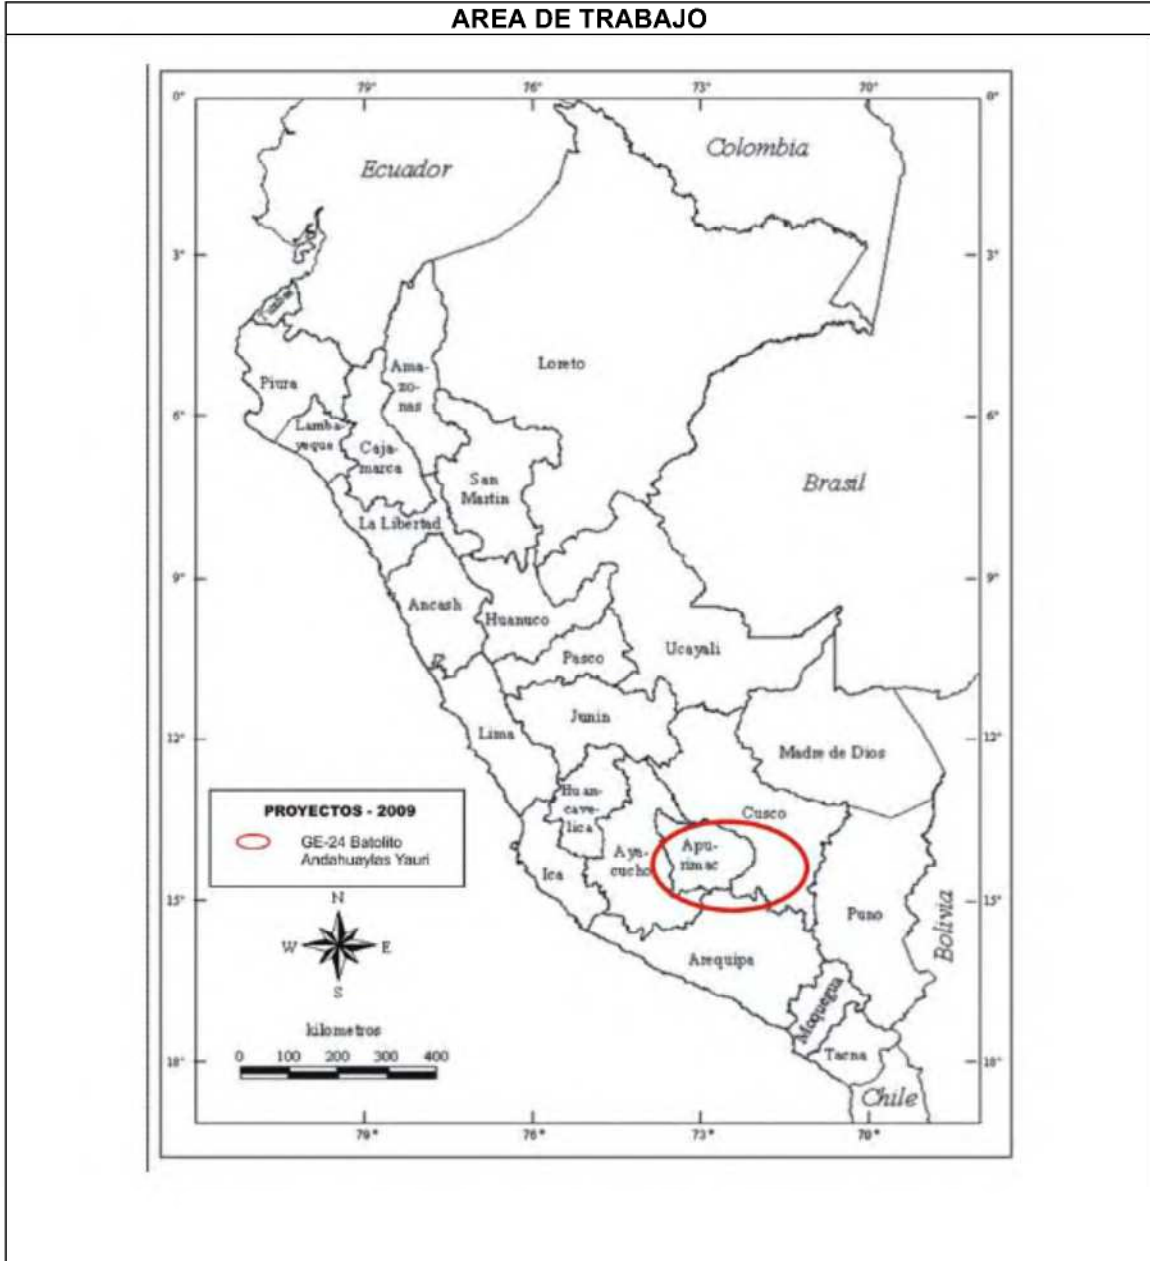 AREA DE TRABAJO
79° 76° 73° 70°
0° 0°
Colombia
Ecuador
3° 3°
Loreto
Ama-
zo-
nas
Piura
6° 6°
Lamba-
yeque
Caja-
marca
San
Martin
Brasil
La Libertad
9° 9°
Ancash
Huanuco
Ucayali
Pasco
Junin
Lima
12° 12°
Madre de Dios
Huan-
cave-
lica
Cusco
PROYECTOS - 2009
GE-24 Batolito
Andahuaylas Yauri
Apu-
rimac
Aya-
cucho
Ica
15° 15°
Puno
Bolivia
N
W E
S
Arequipa
Moquegua
kilometros
0 100 200 300 400
Tacna
18° 18°
Chile
79° 76° 73° 70°